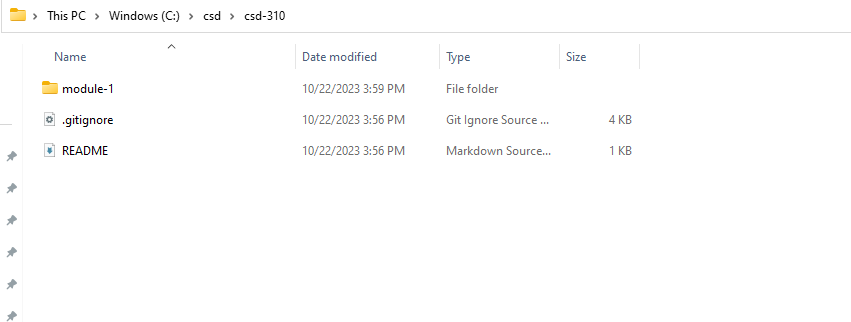 This PC > Windows (C:) > csd > csd-310
Name Date modified Type Size
module-1 10/22/2023 3:59 PM File folder
.gitignore 10/22/2023 3:56 PM Git Ignore Source ... 4 KB
README 10/22/2023 3:56 PM Markdown Source... 1 KB